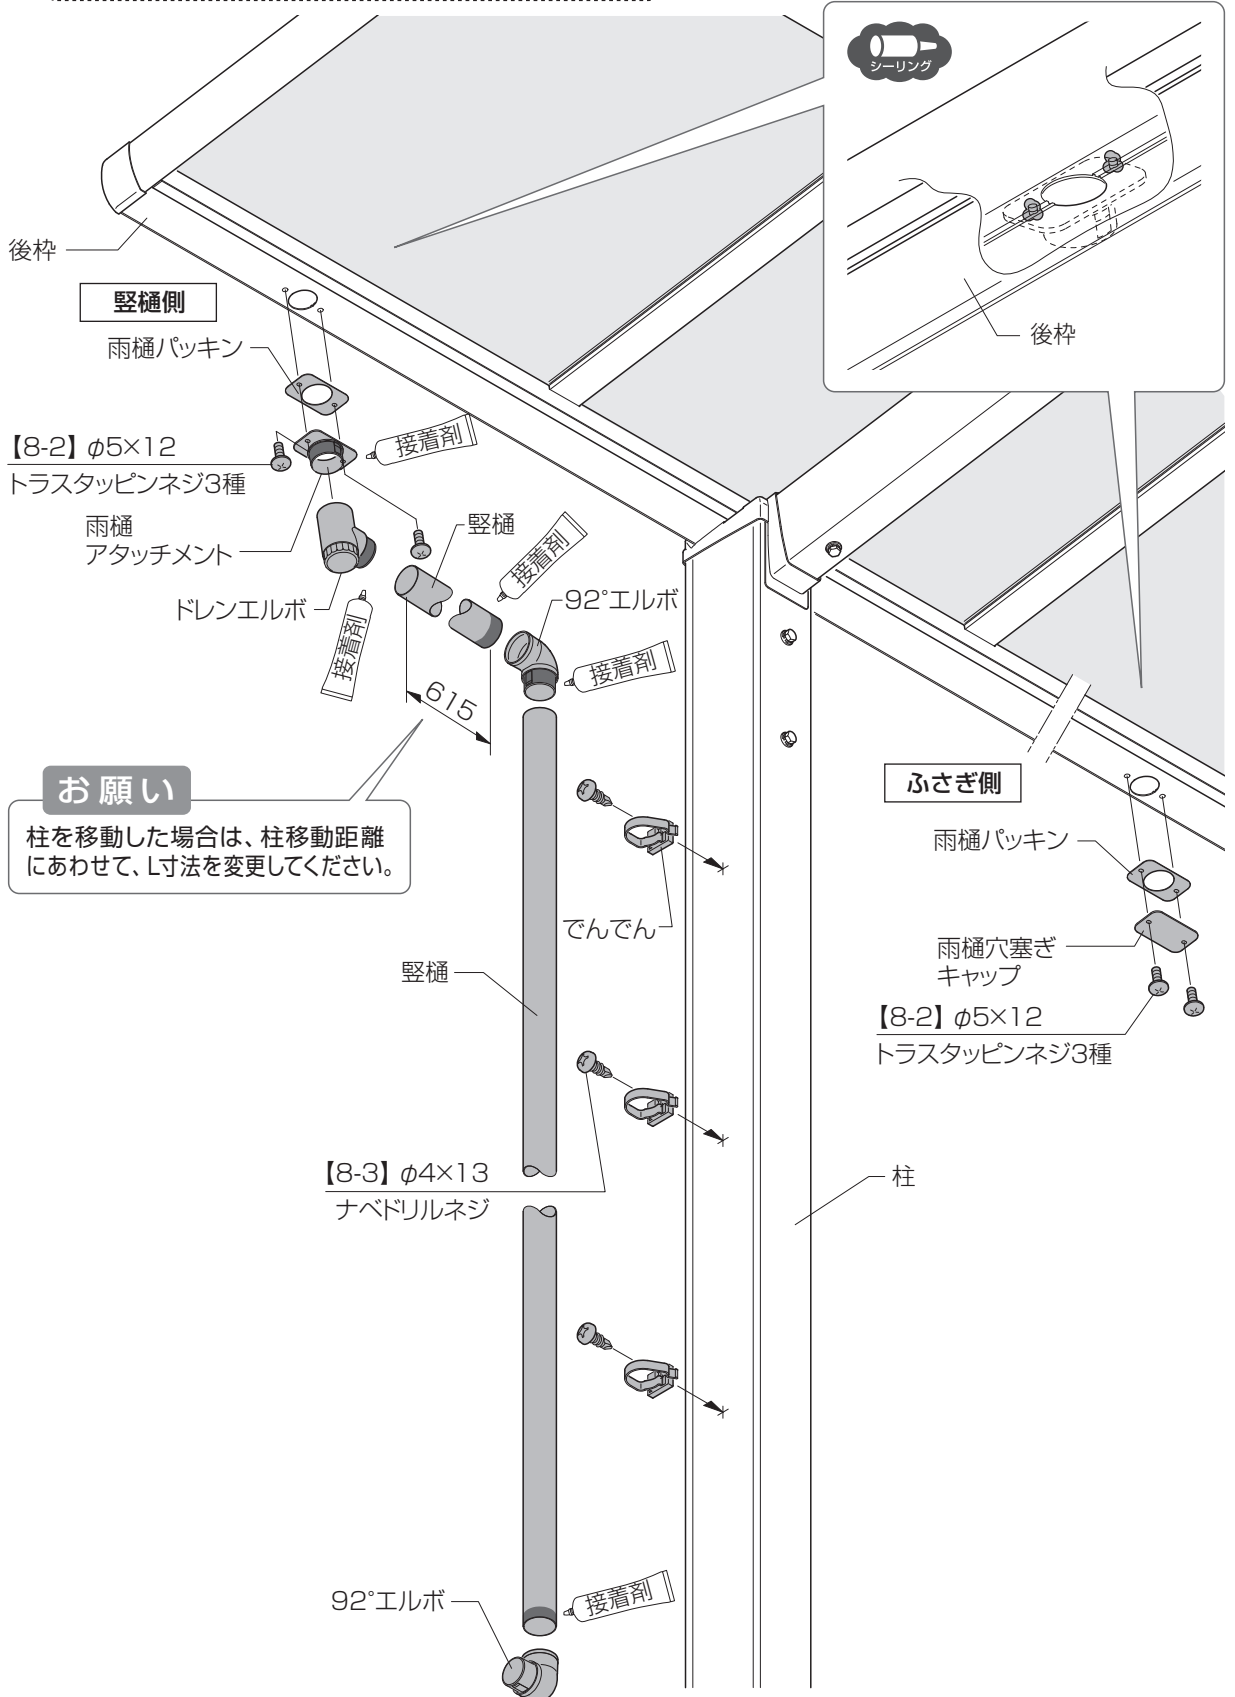 シーリング
後枠
後枠
竪樋側
雨樋パッキン
【8-2】φ5×12
トラスタッピンネジ3種
接着剤
雨樋
アタッチメント
竪樋
接着剤
ドレンエルボ
接着剤
92°エルボ
接着剤
615
お願い
柱を移動した場合は、柱移動距離
にあわせて、L寸法を変更してください。
ふさぎ側
雨樋パッキン
雨樋穴塞ぎ
キャップ
【8-2】φ5×12
トラスタッピンネジ3種
でんでん
竪樋
【8-3】φ4×13
ナベドリルネジ
柱
92°エルボ
接着剤